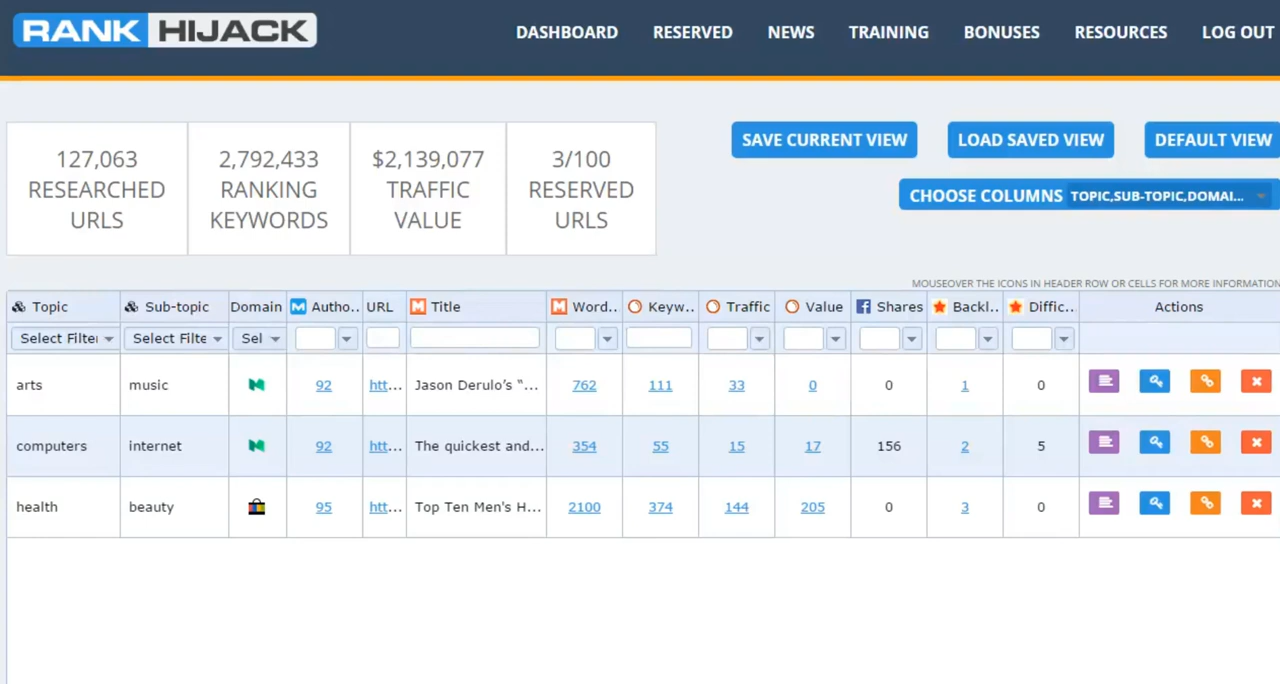 RANK HIJACK
DASHBOARD RESERVED NEWS TRAINING BONUSES RESOURCES LOG OUT
127,063 RESEARCHED URLS
2,792,433 RANKING KEYWORDS
$2,139,077 TRAFFIC VALUE
3/100 RESERVED URLS
SAVE CURRENT VIEW LOAD SAVED VIEW DEFAULT VIEW
CHOOSE COLUMNS TOPIC,SUB-TOPIC,DOMAI...
MOUSEOVER THE ICONS IN HEADER ROW OR CELLS FOR MORE INFORMATION
Topic Sub-topic Domain Autho.. URL Title Word.. Keyw.. Traffic Value Shares Backl.. Diffic.. Actions
Select Filter Select Filte Sel
arts music 92 htt... Jason Derulo’s “... 762 111 33 0 0 1 0
computers internet 92 htt... The quickest and... 354 55 15 17 156 2 5
health beauty 95 htt... Top Ten Men's H... 2100 374 144 205 0 3 0